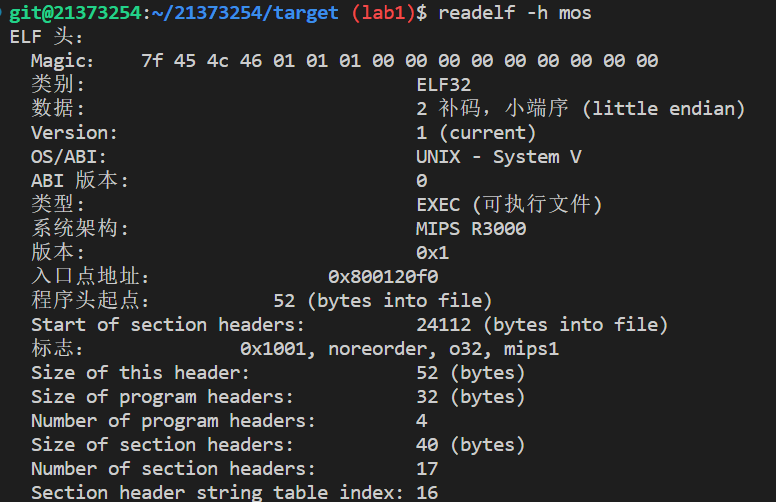 git@21373254:~/21373254/target (lab1)$ readelf -h mos
ELF 头：
  Magic：   7f 45 4c 46 01 01 01 00 00 00 00 00 00 00 00 00
  类别:                              ELF32
  数据:                              2 补码，小端序 (little endian)
  Version:                           1 (current)
  OS/ABI:                            UNIX - System V
  ABI 版本:                          0
  类型:                              EXEC (可执行文件)
  系统架构:                          MIPS R3000
  版本:                              0x1
  入口点地址：               0x800120f0
  程序头起点：          52 (bytes into file)
  Start of section headers:          24112 (bytes into file)
  标志：             0x1001, noreorder, o32, mips1
  Size of this header:               52 (bytes)
  Size of program headers:           32 (bytes)
  Number of program headers:         4
  Size of section headers:           40 (bytes)
  Number of section headers:         17
  Section header string table index: 16